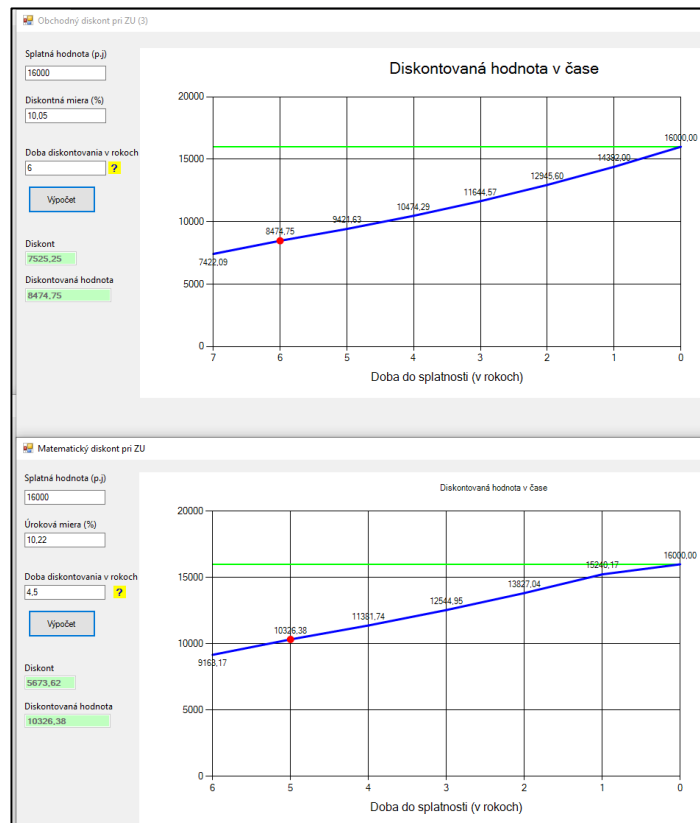 Obchodný diskont pri ZU (3)
Splatná hodnota (p.j)
16000
Diskontná miera (%)
10,05
Doba diskontovania v rokoch
6 ?
Výpočet
Diskont
7525,25
Diskontovaná hodnota
8474,75
Diskontovaná hodnota v čase
20000
15000
10000
5000
0
7422,09
8474,75
9421,63
10474,29
11644,57
12945,60
14392,00
16000,00
7 6 5 4 3 2 1 0
Doba do splatnosti (v rokoch)
Matematický diskont pri ZU
Splatná hodnota (p.j)
16000
Úroková miera (%)
10,22
Doba diskontovania v rokoch
4,5 ?
Výpočet
Diskont
5673,62
Diskontovaná hodnota
10326,38
Diskontovaná hodnota v čase
20000
15000
10000
5000
0
9163,17
10326,38
11381,74
12544,95
13827,04
15240,17
16000,00
6 5 4 3 2 1 0
Doba do splatnosti (v rokoch)